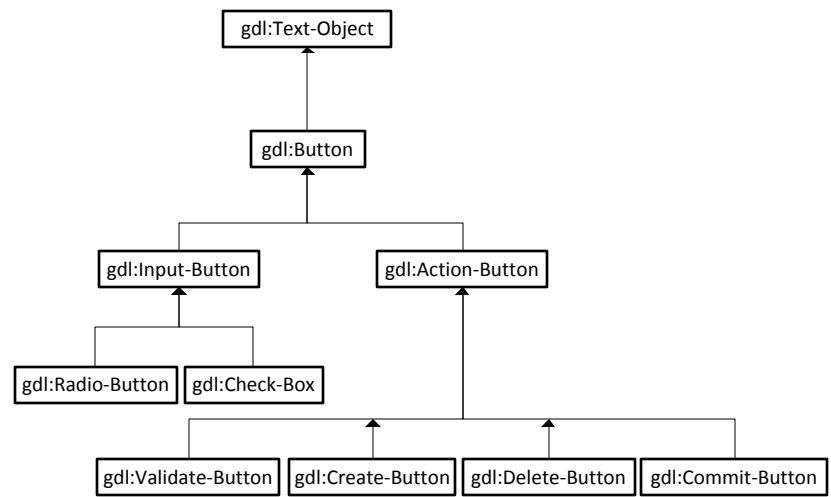 gdl:Text-Object
gdl:Button
gdl:Input-Button
gdl:Action-Button
gdl:Radio-Button
gdl:Check-Box
gdl:Validate-Button
gdl:Create-Button
gdl:Delete-Button
gdl:Commit-Button